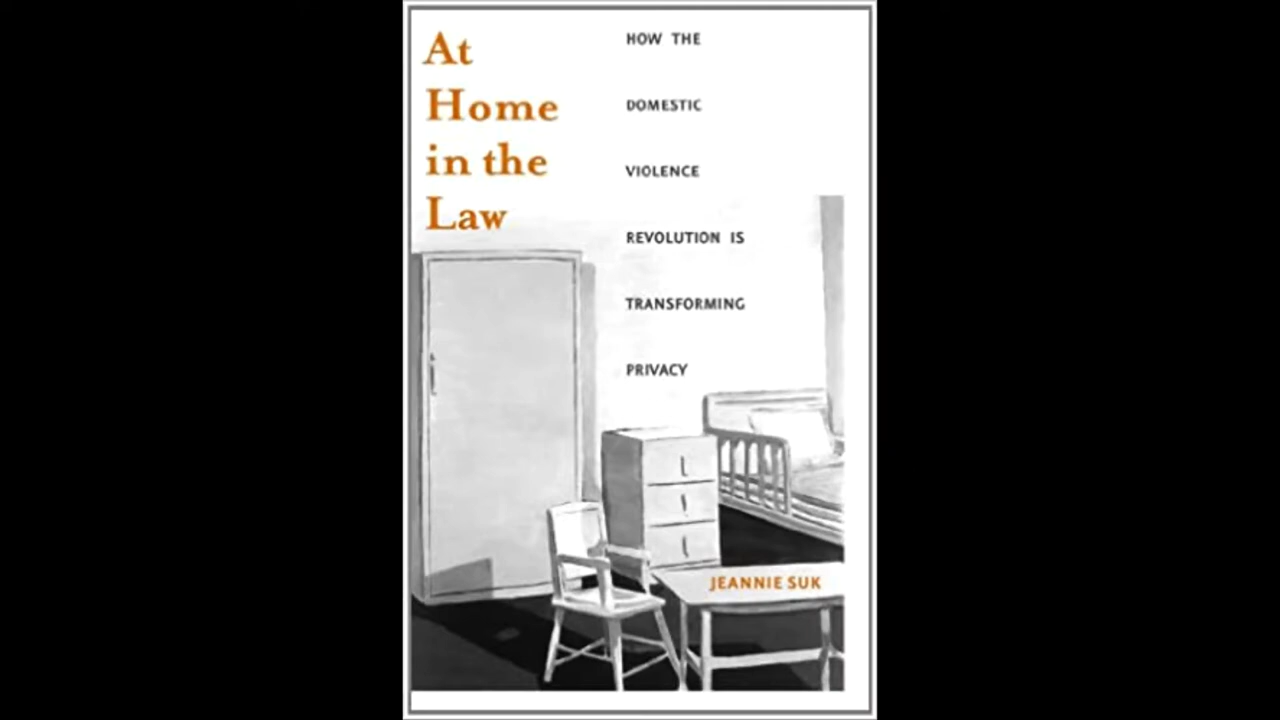 At
Home
in the
Law
HOW THE
DOMESTIC
VIOLENCE
REVOLUTION IS
TRANSFORMING
PRIVACY
JEANNIE SUK